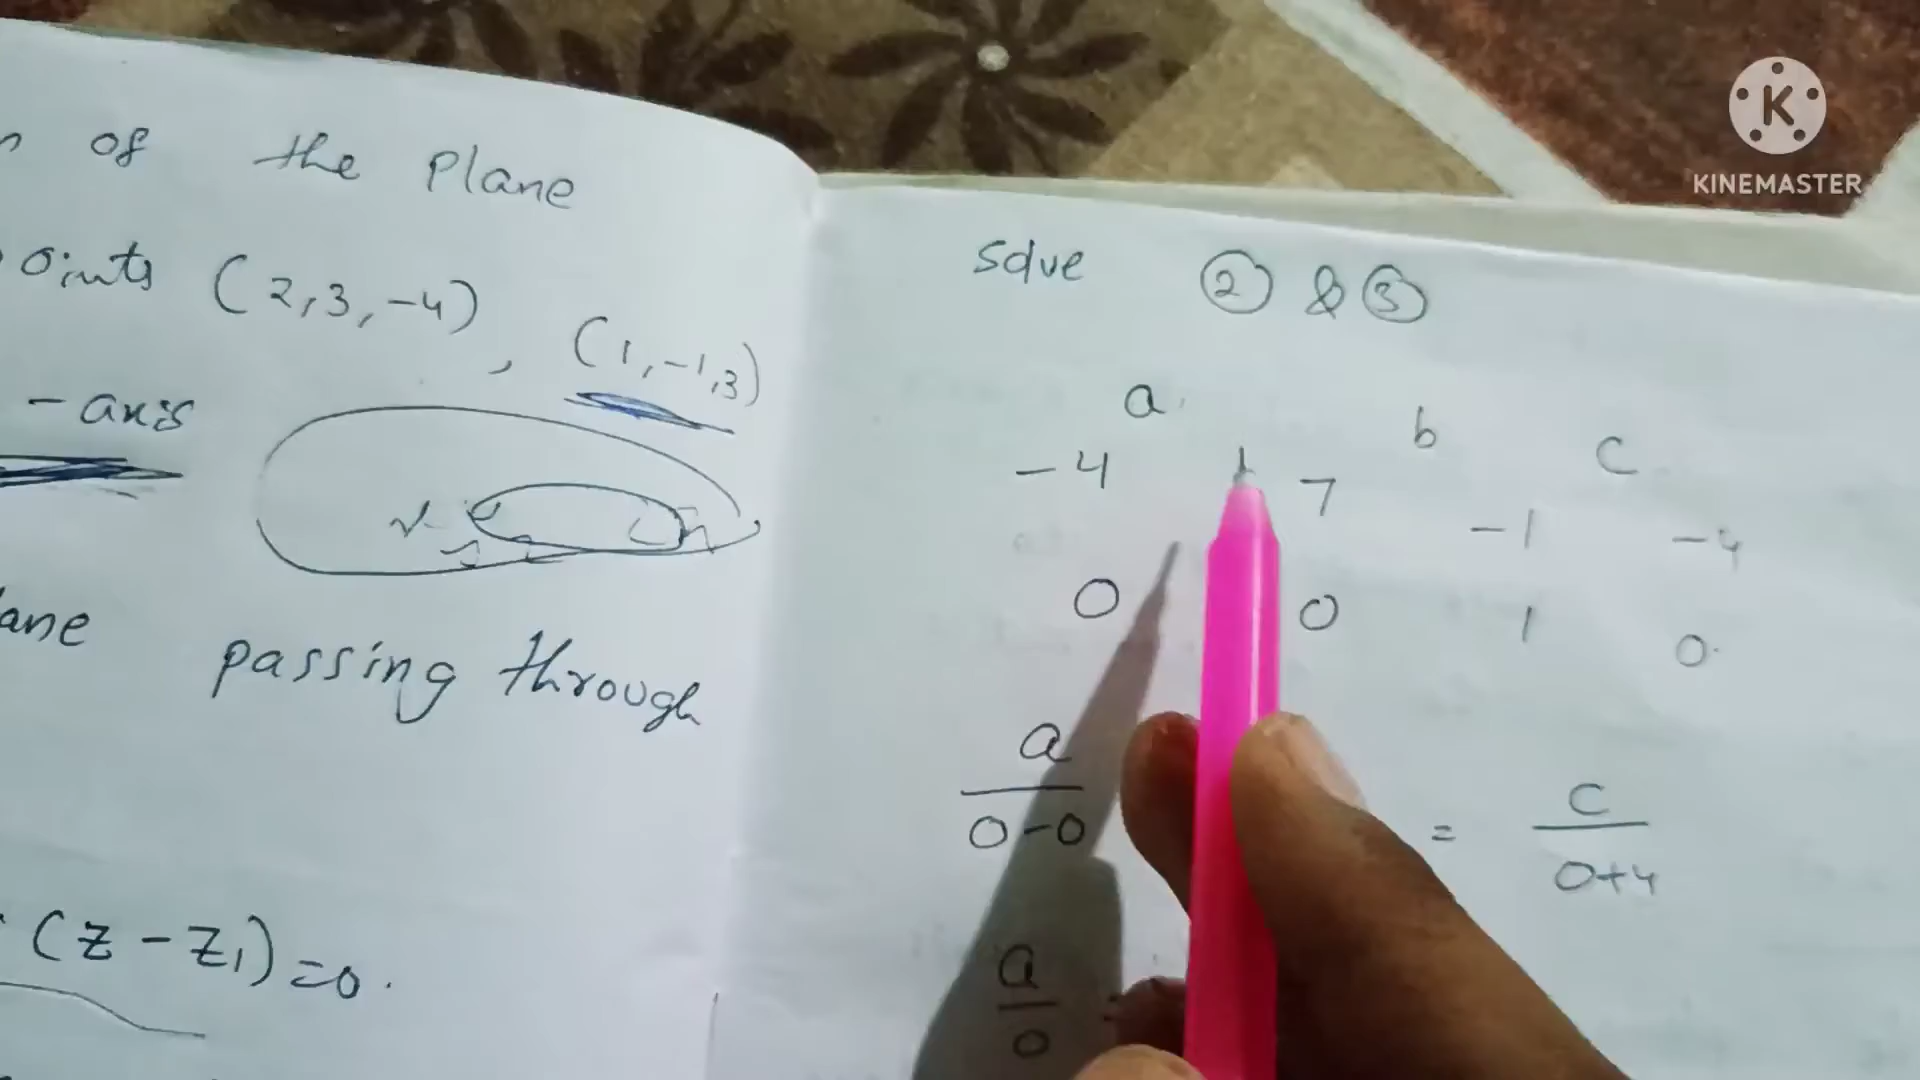 of the plane
oints (2,3,-4), (1,-1,3)
- axis
ane passing through
(z - z₁) = 0.
Solve ② & ③
a b c
-4 7 -1 -4
0 0 1 0
a/0-0 = c/0+4
a/0 =
KINEMASTER